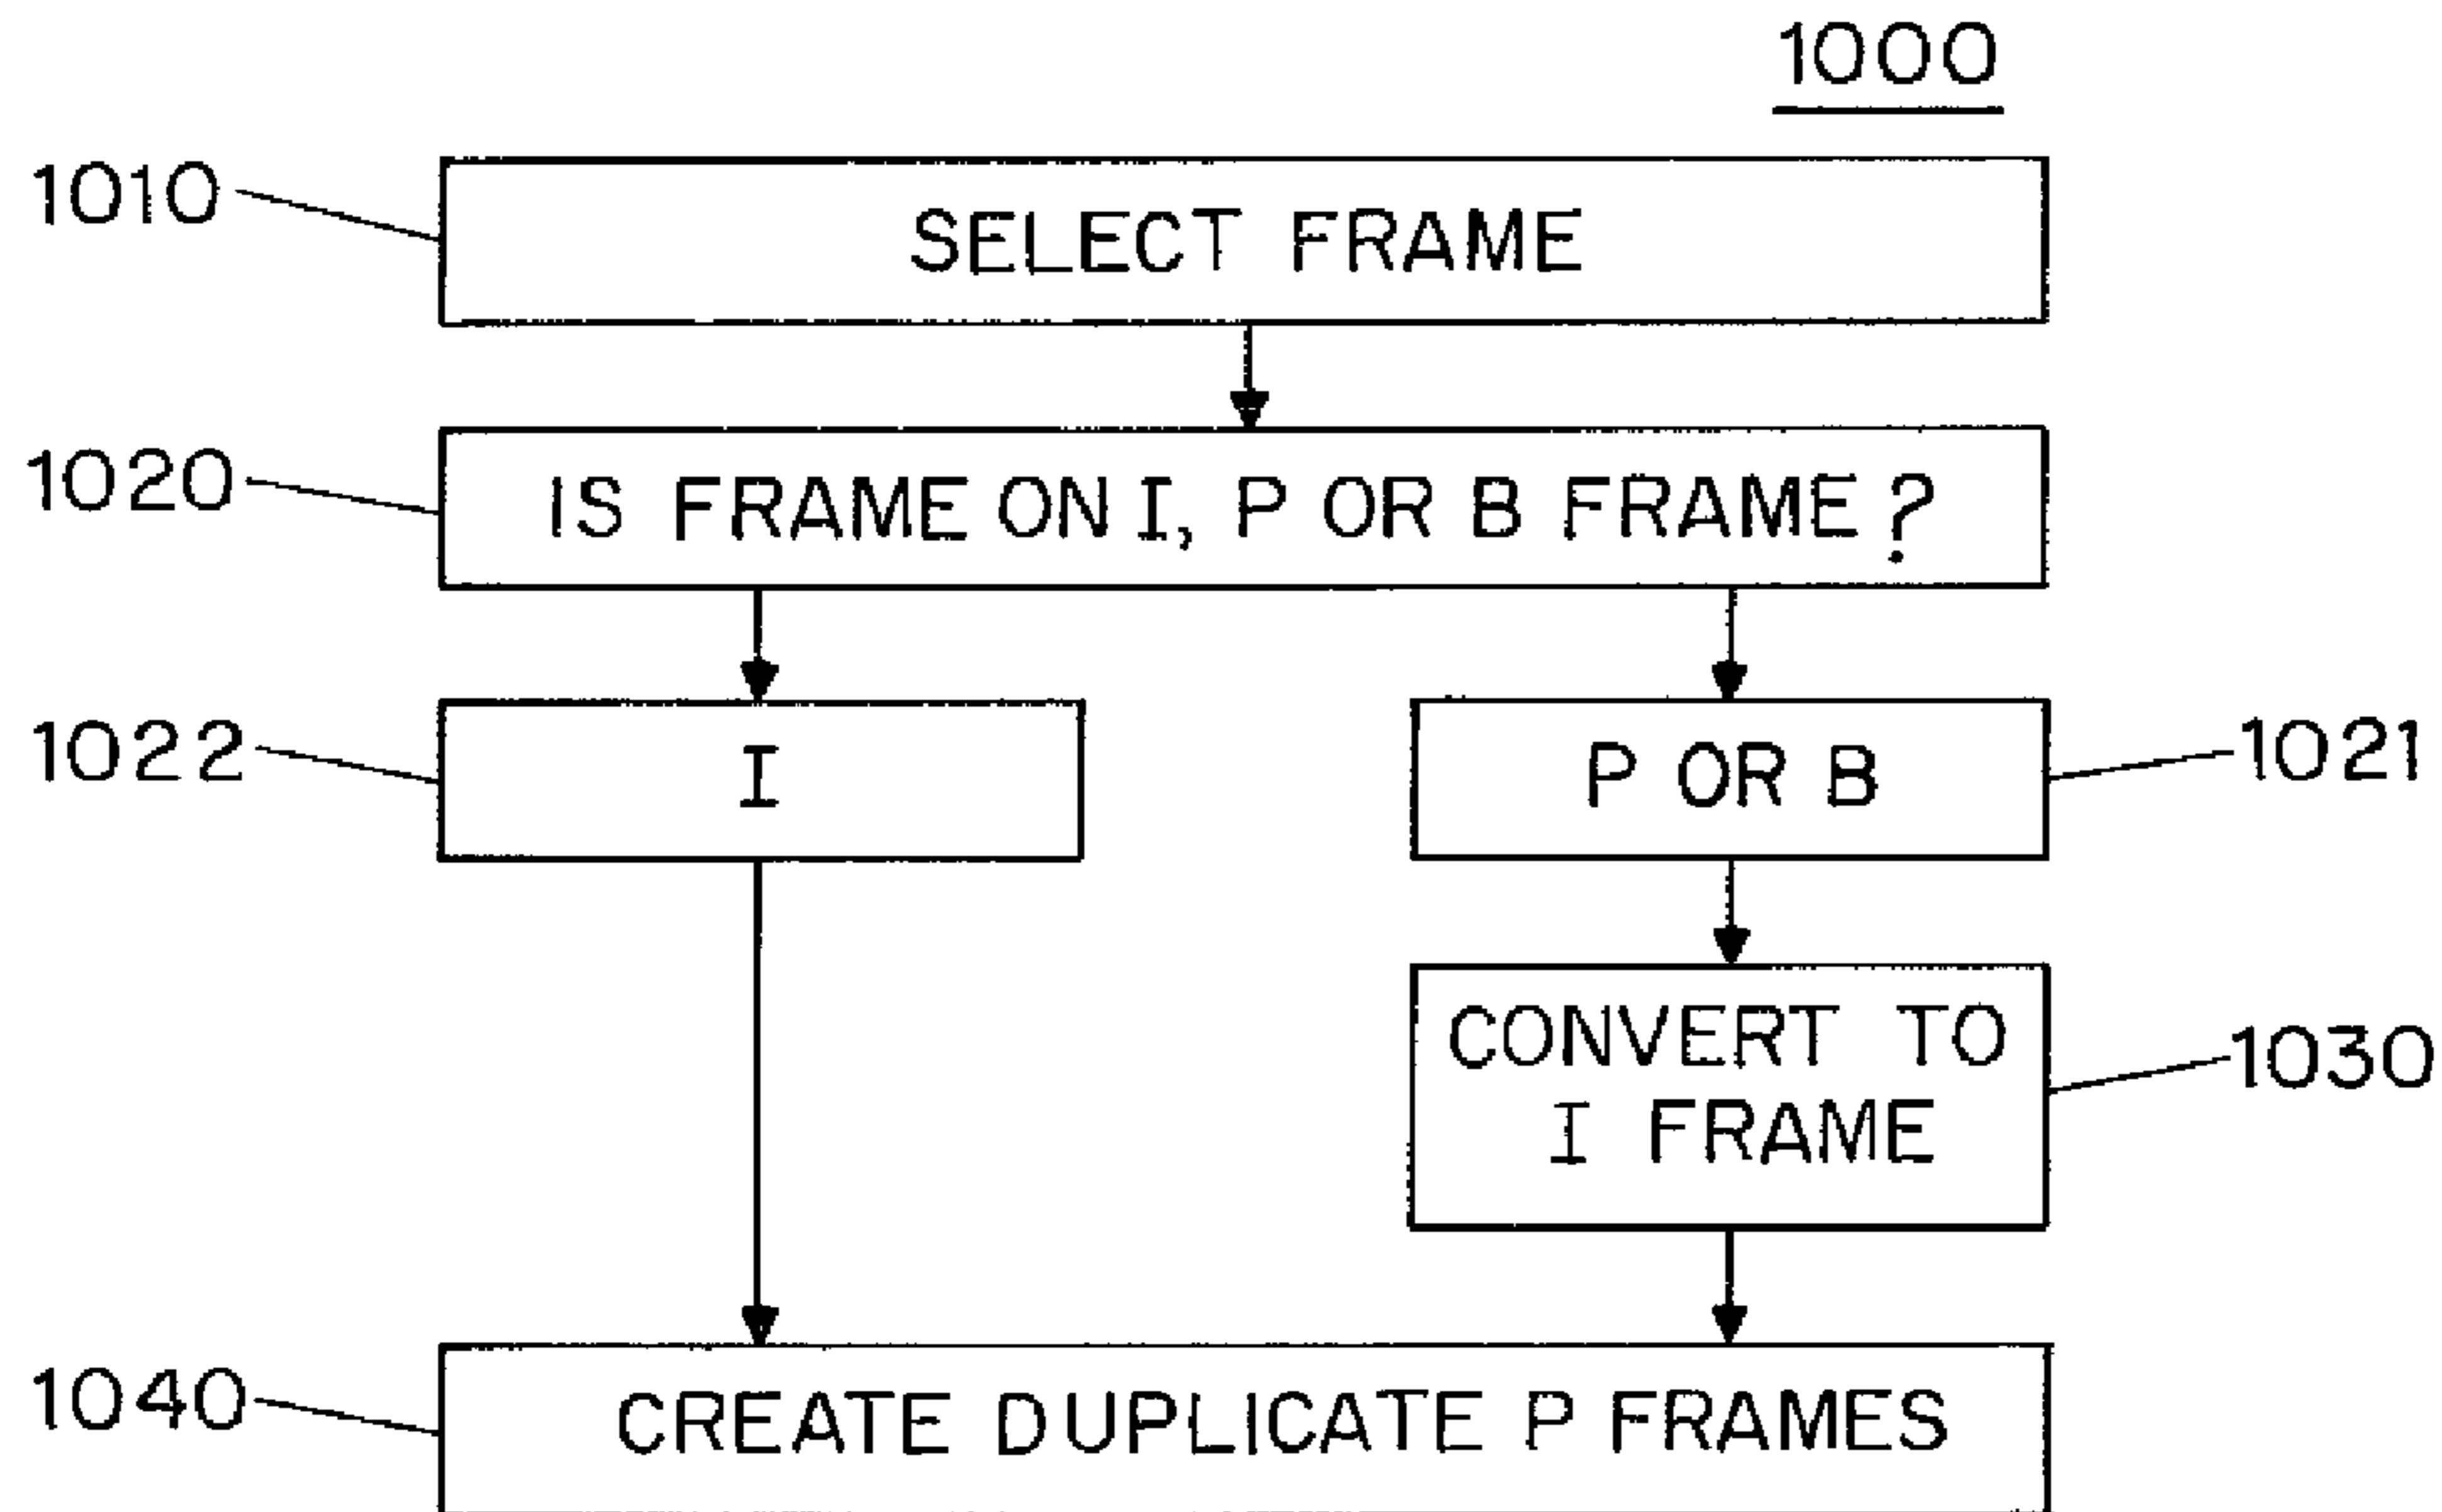 1000
1010
SELECT FRAME
1020
IS FRAME ON I, P OR B FRAME?
1022
I
P OR B
1021
CONVERT TO
I FRAME
1030
1040
CREATE DUPLICATE P FRAMES